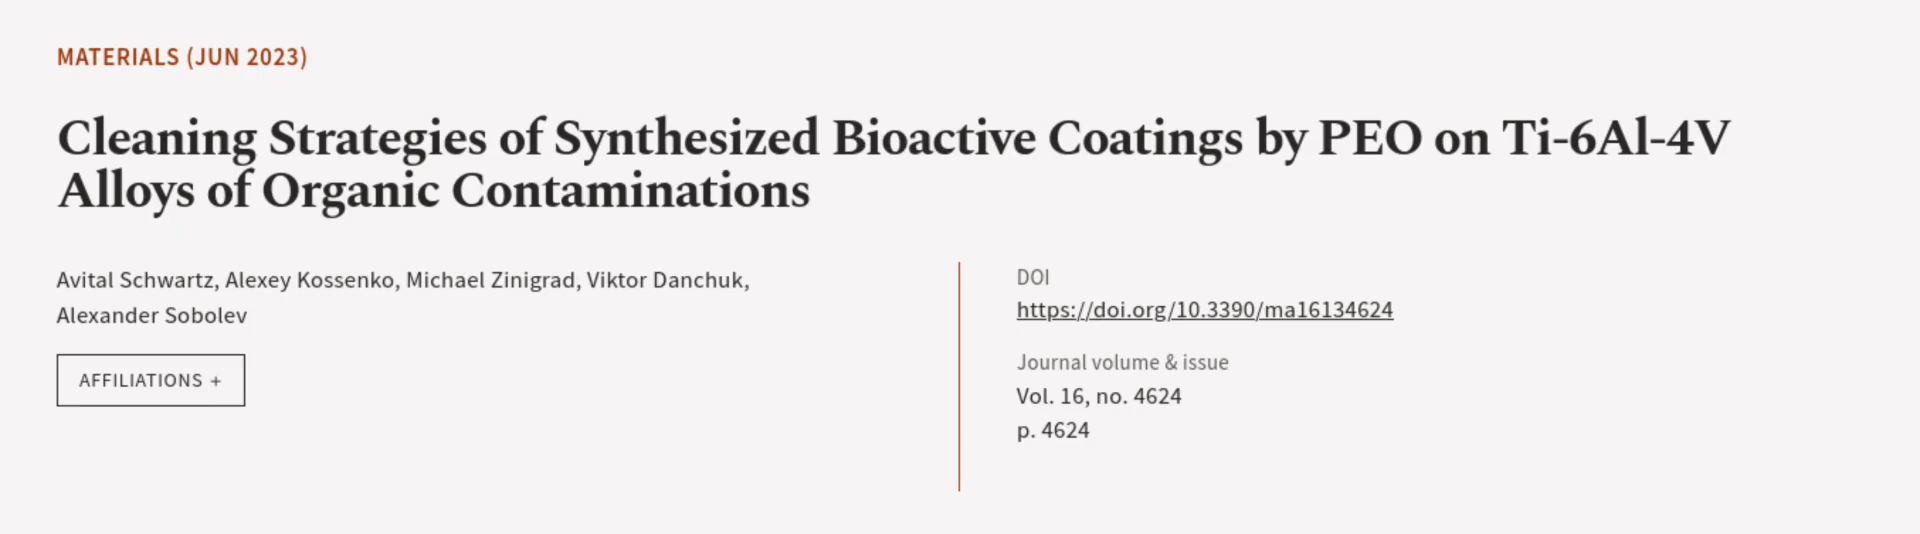 MATERIALS (JUN 2023)
Cleaning Strategies of Synthesized Bioactive Coatings by PEO on Ti-6Al-4V
Alloys of Organic Contaminations
Avital Schwartz, Alexey Kossenko, Michael Zinigrad, Viktor Danchuk,
Alexander Sobolev
AFFILIATIONS +
DOI
https://doi.org/10.3390/ma16134624
Journal volume & issue
Vol. 16, no. 4624
p. 4624